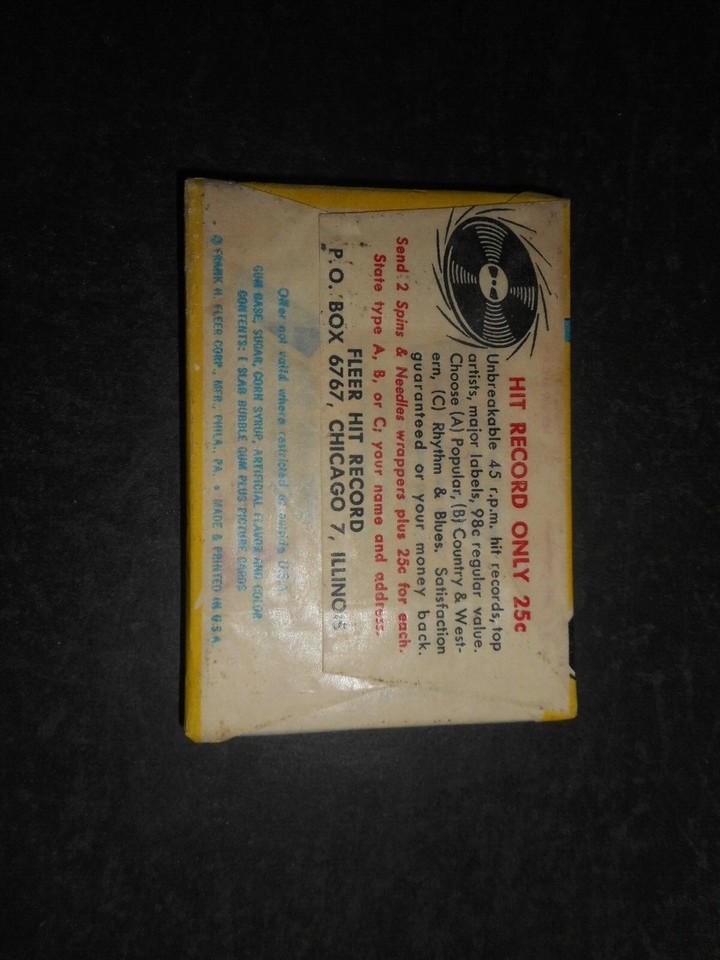 HIT RECORD ONLY 25c
Unbreakable 45 r.p.m. hit records, top
artists, major labels, 98c regular value.
Choose (A) Popular, (B) Country & West-
ern, (C) Rhythm & Blues. Satisfaction
guaranteed or your money back.
Send 2 Spins & Needles wrappers plus 25c for each.
State type A, B, or C; your name and address.
FLEER HIT RECORD
P. O. BOX 6767, CHICAGO 7, ILLINOIS
Offer not valid where restricted or outside U.S.A.
GUM BASE, SUGAR, CORN SYRUP, ARTIFICIAL FLAVOR AND COLOR
CONTENTS: 1 SLAB BUBBLE GUM PLUS PICTURE CARDS
© FRANK H. FLEER CORP., MFR., PHILA., PA. • MADE & PRINTED IN U.S.A.